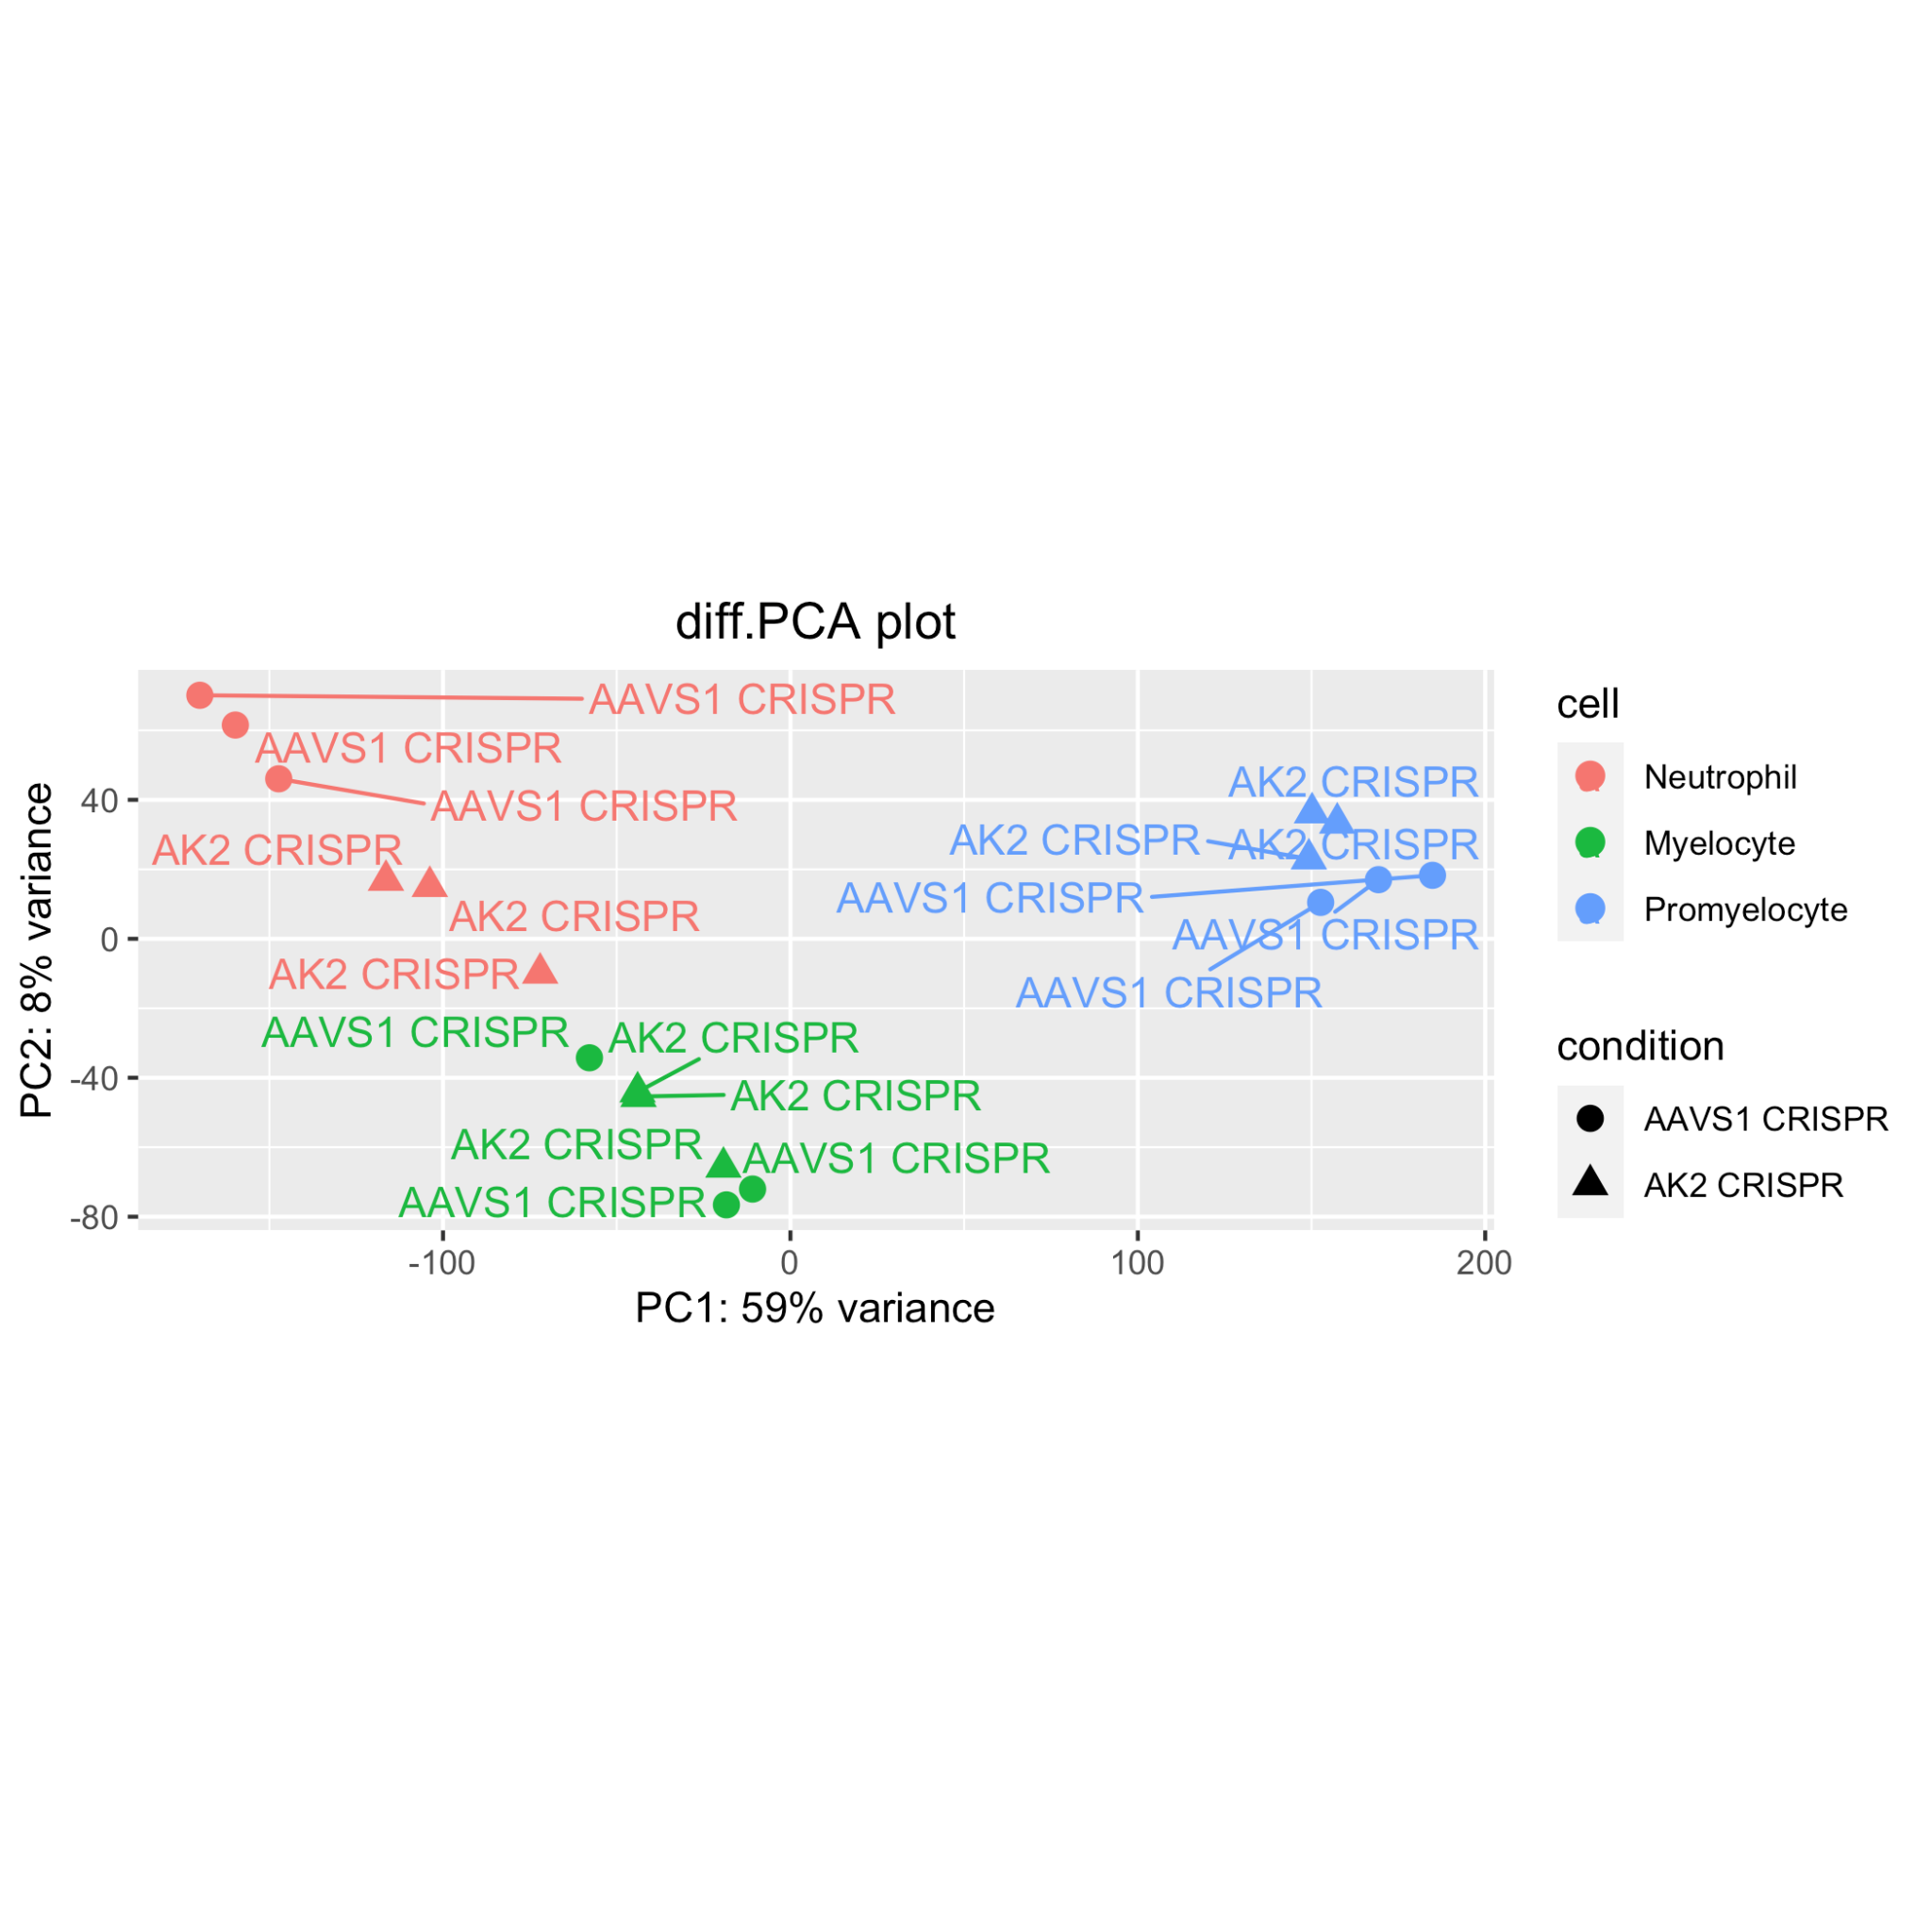 diff.PCA plot
AAVS1 CRISPR
AAVS1 CRISPR
AAVS1 CRISPR
AK2 CRISPR
AK2 CRISPR
AK2 CRISPR
AK2 CRISPR
AK2 CRISPR
AK2 CRISPR
AAVS1 CRISPR
AAVS1 CRISPR
AAVS1 CRISPR
AAVS1 CRISPR
AK2 CRISPR
AK2 CRISPR
AK2 CRISPR
AAVS1 CRISPR
AAVS1 CRISPR
40
0
-40
-80
PC2: 8% variance
-100
0
100
200
PC1: 59% variance
cell
Neutrophil
Myelocyte
Promyelocyte
condition
AAVS1 CRISPR
AK2 CRISPR